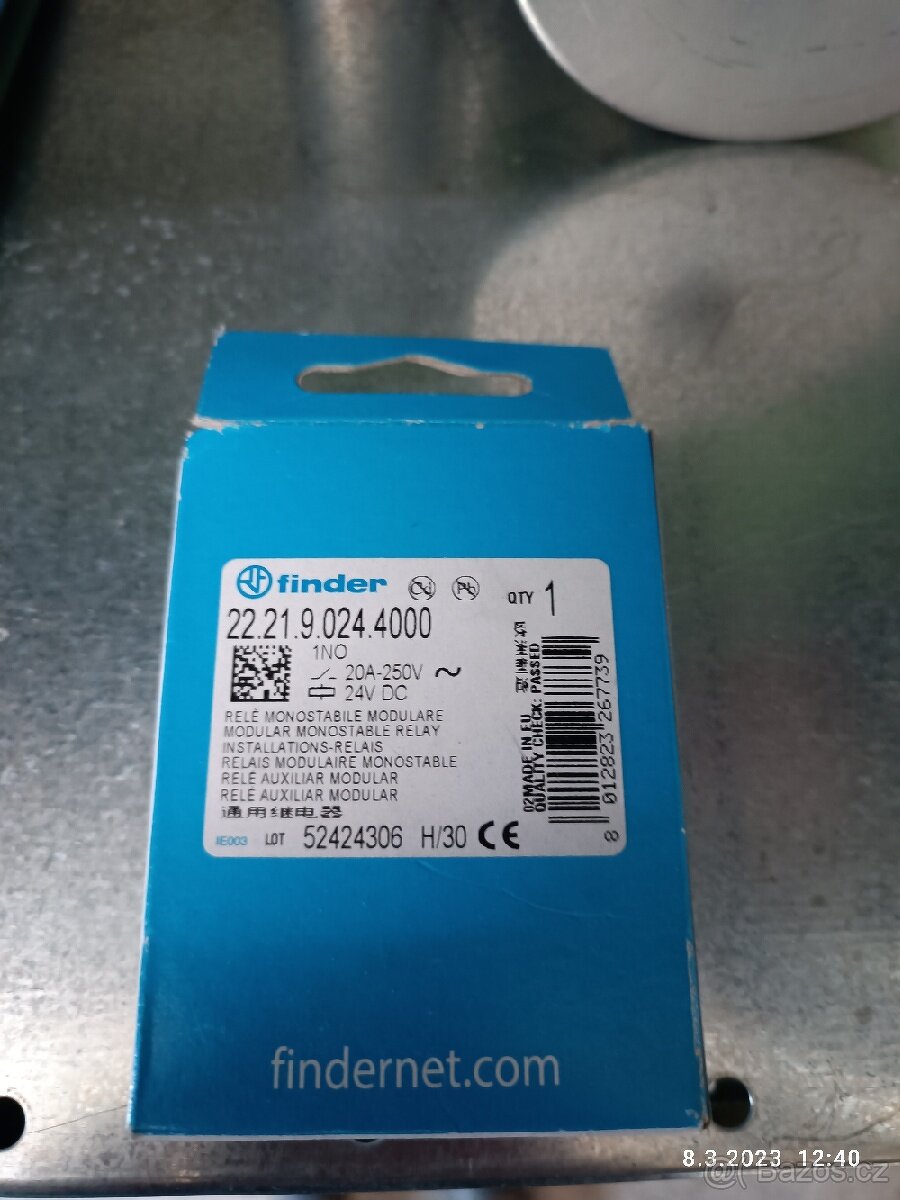 finder
Cd
Pb
QTY 1
22.21.9.024.4000
1NO
20A-250V
24V DC
RELÈ MONOSTABILE MODULARE
MODULAR MONOSTABLE RELAY
INSTALLATIONS-RELAIS
RELAIS MODULAIRE MONOSTABLE
RELÉ AUXILIAR MODULAR
RELÉ AUXILIAR MODULAR
通用继电器
IE003 LOT 52424306 H/30 CE
02MADE IN EU
QUALITY CHECK: PASSED
8 012823 267739
findernet.com
8.3.2023 12:40
Bazoš.cz